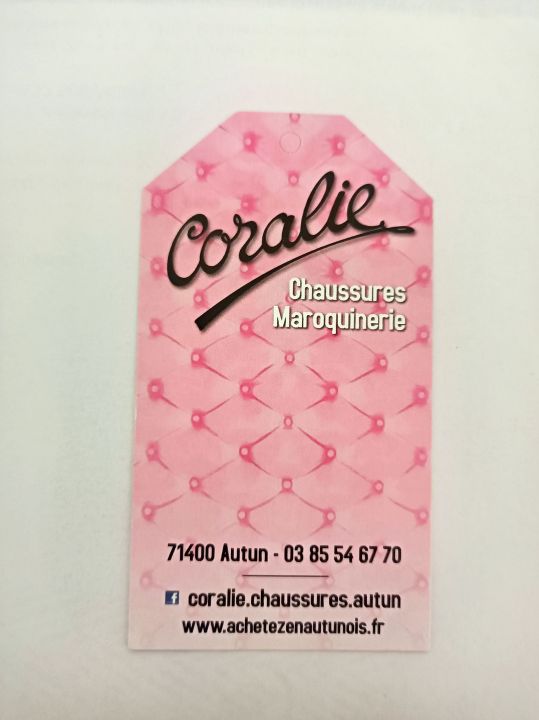 Coralie
Chaussures
Maroquinerie
71400 Autun - 03 85 54 67 70
f coralie.chaussures.autun
www.achetezenautunois.fr